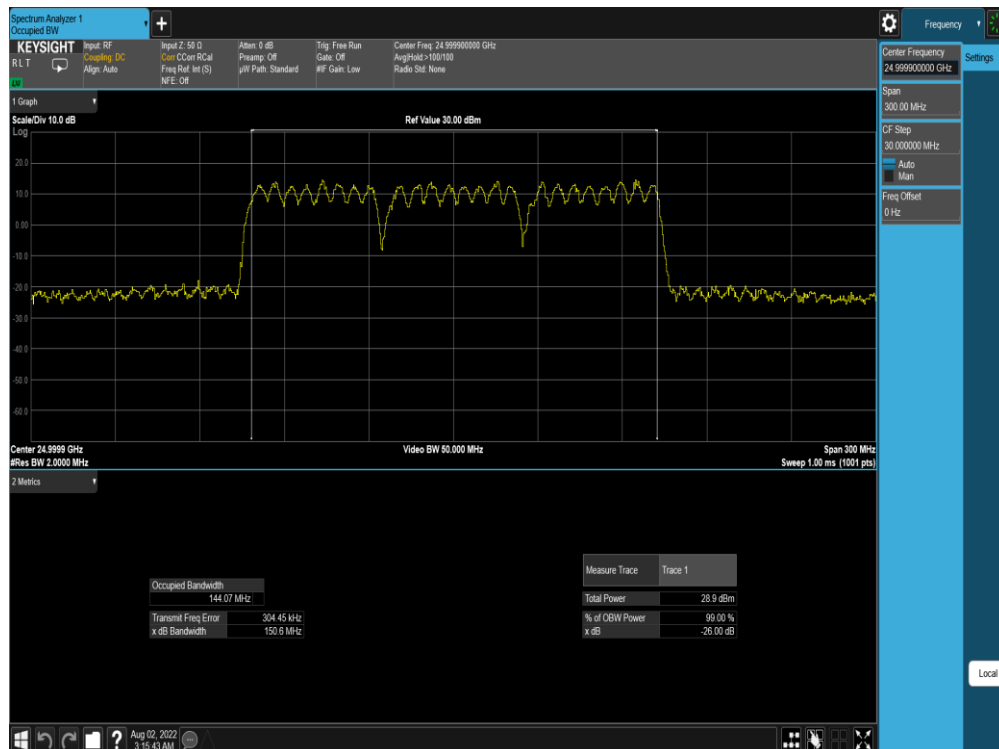 Spectrum Analyzer 1
Occupied BW
+
Frequency
KEYSIGHT
R L T
LXI
Input: RF
Coupling: DC
Align: Auto
Input Z: 50 Ω
Corr CCorr RCal
Freq Ref: Int (S)
NFE: Off
Atten: 0 dB
Preamp: Off
µW Path: Standard
Trig: Free Run
Gate: Off
#IF Gain: Low
Center Freq: 24.999900000 GHz
Avg|Hold:>100/100
Radio Std: None
Center Frequency
24.999900000 GHz
Settings
Span
300.00 MHz
CF Step
30.000000 MHz
Auto
Man
Freq Offset
0 Hz
1 Graph
Scale/Div 10.0 dB
Ref Value 30.00 dBm
Log
20.0
10.0
0.00
-10.0
-20.0
-30.0
-40.0
-50.0
-60.0
Center 24.9999 GHz
Video BW 50.000 MHz
Span 300 MHz
#Res BW 2.0000 MHz
Sweep 1.00 ms (1001 pts)
2 Metrics
Occupied Bandwidth
144.07 MHz
Transmit Freq Error 304.45 kHz
x dB Bandwidth 150.6 MHz
Measure Trace Trace 1
Total Power 28.9 dBm
% of OBW Power 99.00 %
x dB -26.00 dB
Local
?
Aug 02, 2022
3:15:43 AM